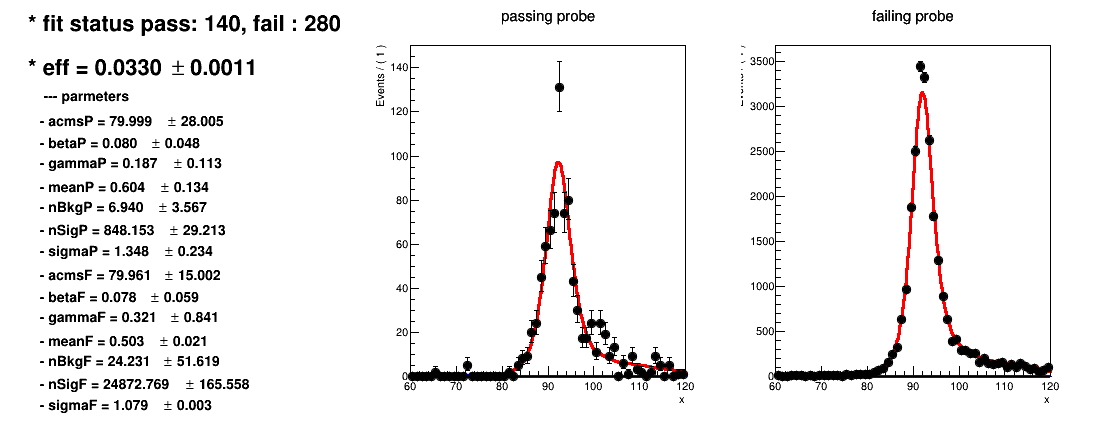 * fit status pass: 140, fail : 280
* eff = 0.0330 ± 0.0011
--- parmeters
- acmsP = 79.999 ± 28.005
- betaP = 0.080 ± 0.048
- gammaP = 0.187 ± 0.113
- meanP = 0.604 ± 0.134
- nBkgP = 6.940 ± 3.567
- nSigP = 848.153 ± 29.213
- sigmaP = 1.348 ± 0.234
- acmsF = 79.961 ± 15.002
- betaF = 0.078 ± 0.059
- gammaF = 0.321 ± 0.841
- meanF = 0.503 ± 0.021
- nBkgF = 24.231 ± 51.619
- nSigF = 24872.769 ± 165.558
- sigmaF = 1.079 ± 0.003
passing probe
Events / ( 1 )
140
120
100
80
60
40
20
0
60 70 80 90 100 110 120
x
failing probe
3500
3000
2500
2000
1500
1000
500
0
60 70 80 90 100 110 120
x